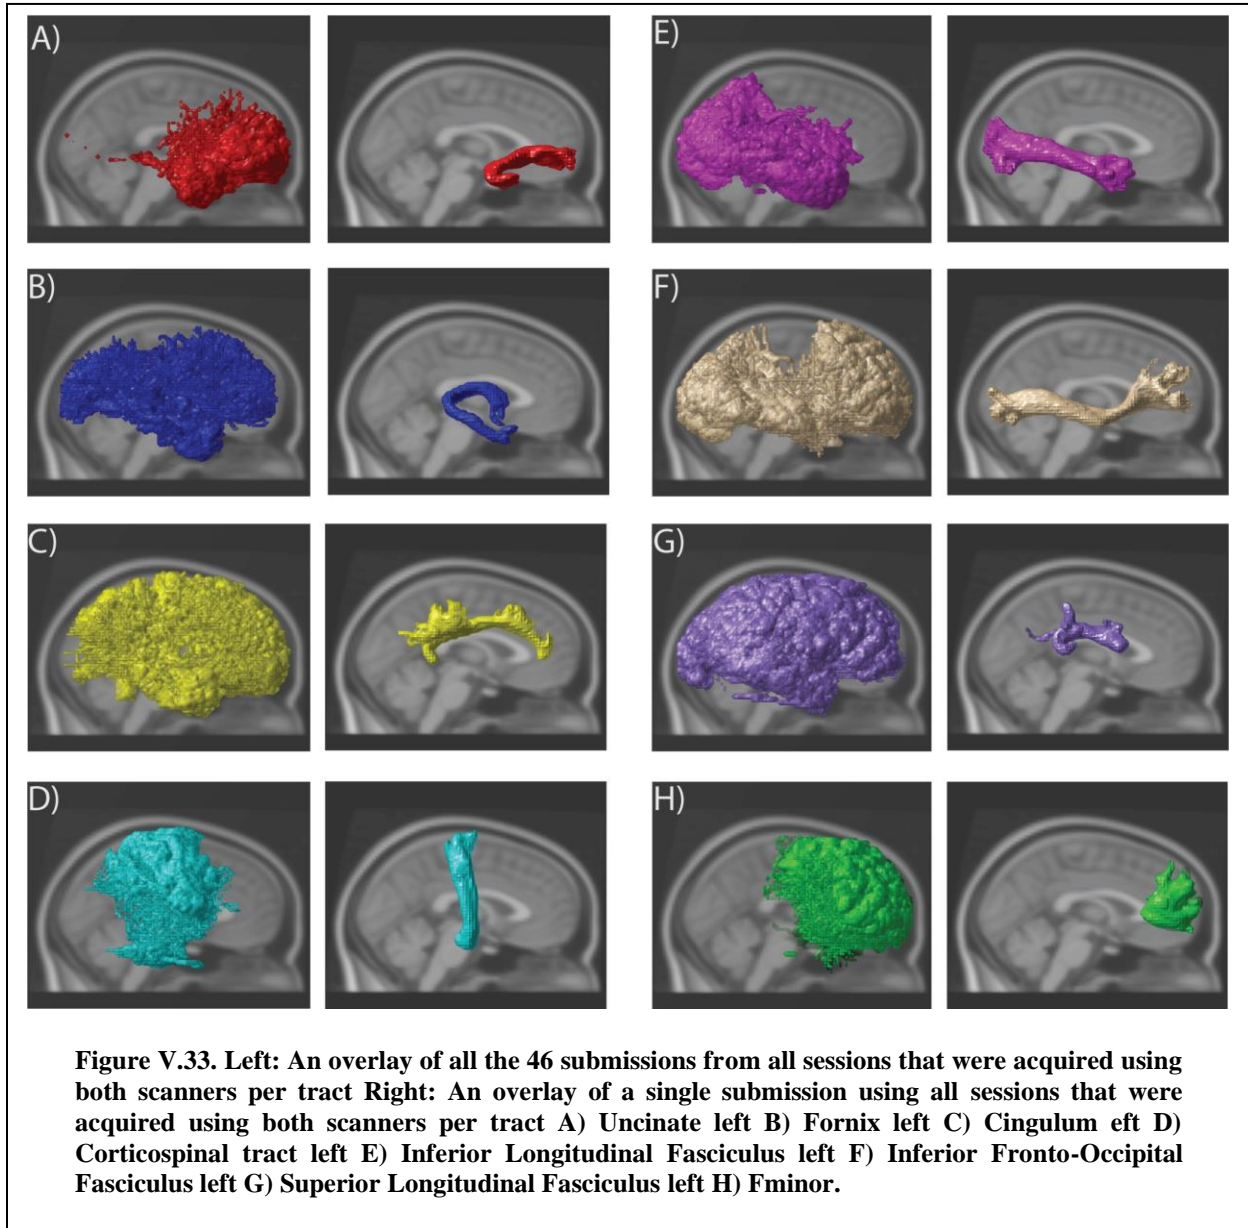 A)
E)
B)
F)
C)
G)
D)
H)
Figure V.33. Left: An overlay of all the 46 submissions from all sessions that were acquired using
both scanners per tract Right: An overlay of a single submission using all sessions that were
acquired using both scanners per tract A) Uncinate left B) Fornix left C) Cingulum eft D)
Corticospinal tract left E) Inferior Longitudinal Fasciculus left F) Inferior Fronto-Occipital
Fasciculus left G) Superior Longitudinal Fasciculus left H) Fminor.